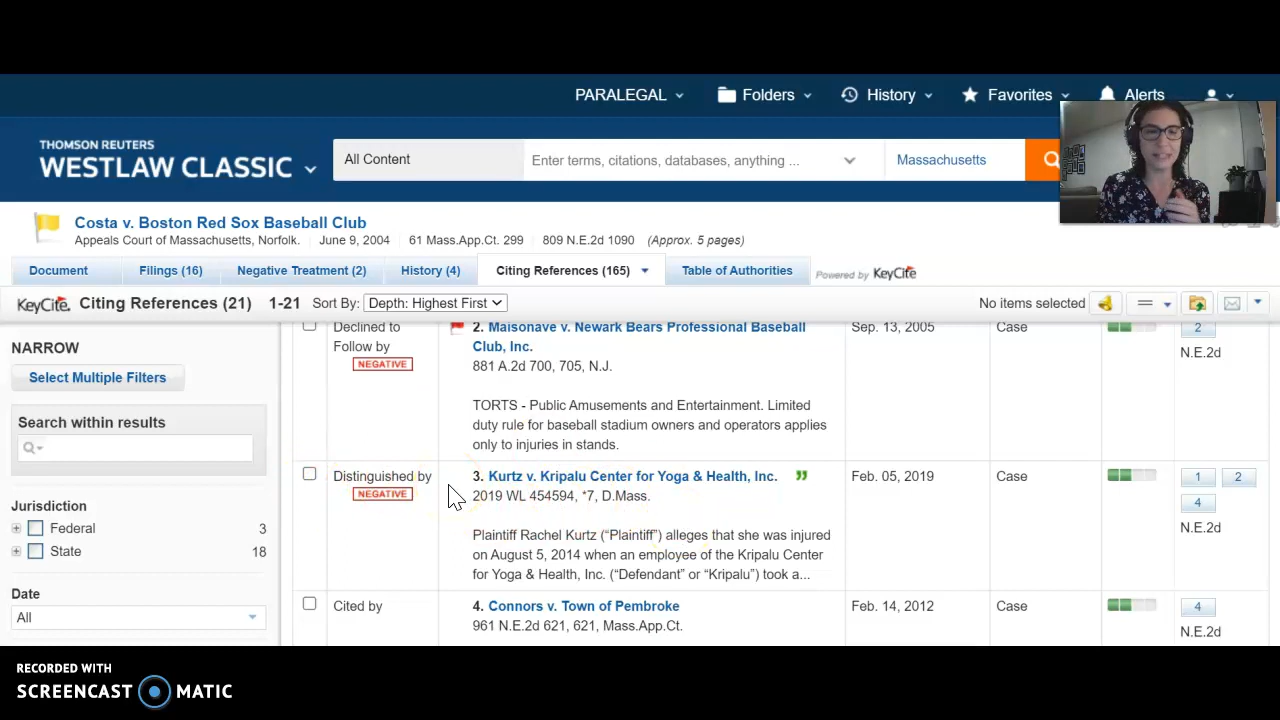 PARALEGAL Folders History Favorites Alerts
THOMSON REUTERS
WESTLAW CLASSIC
All Content Enter terms, citations, databases, anything ... Massachusetts
Costa v. Boston Red Sox Baseball Club
Appeals Court of Massachusetts, Norfolk. June 9, 2004 61 Mass.App.Ct. 299 809 N.E.2d 1090 (Approx. 5 pages)
Document Filings (16) Negative Treatment (2) History (4) Citing References (165) Table of Authorities Powered by KeyCite
KeyCite. Citing References (21) 1-21 Sort By: Depth: Highest First No items selected
NARROW
Select Multiple Filters
Search within results
Jurisdiction
Federal 3
State 18
Date
All
Declined to
Follow by
NEGATIVE
2. Maisonave v. Newark Bears Professional Baseball
Club, Inc.
881 A.2d 700, 705, N.J.
TORTS - Public Amusements and Entertainment. Limited
duty rule for baseball stadium owners and operators applies
only to injuries in stands.
Sep. 13, 2005 Case 2
N.E.2d
Distinguished by
NEGATIVE
3. Kurtz v. Kripalu Center for Yoga & Health, Inc.
2019 WL 454594, *7, D.Mass.
Plaintiff Rachel Kurtz (“Plaintiff”) alleges that she was injured
on August 5, 2014 when an employee of the Kripalu Center
for Yoga & Health, Inc. (“Defendant” or “Kripalu”) took a...
Feb. 05, 2019 Case 1 2
4
N.E.2d
Cited by 4. Connors v. Town of Pembroke
961 N.E.2d 621, 621, Mass.App.Ct.
Feb. 14, 2012 Case 4
N.E.2d
RECORDED WITH
SCREENCAST MATIC